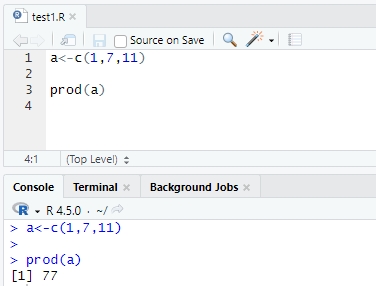 test1.R
Source on Save
1 a<-c(1,7,11)
2
3 prod(a)
4
4:1 (Top Level)
Console Terminal Background Jobs
R R 4.5.0 · ~/
> a<-c(1,7,11)
>
> prod(a)
[1] 77